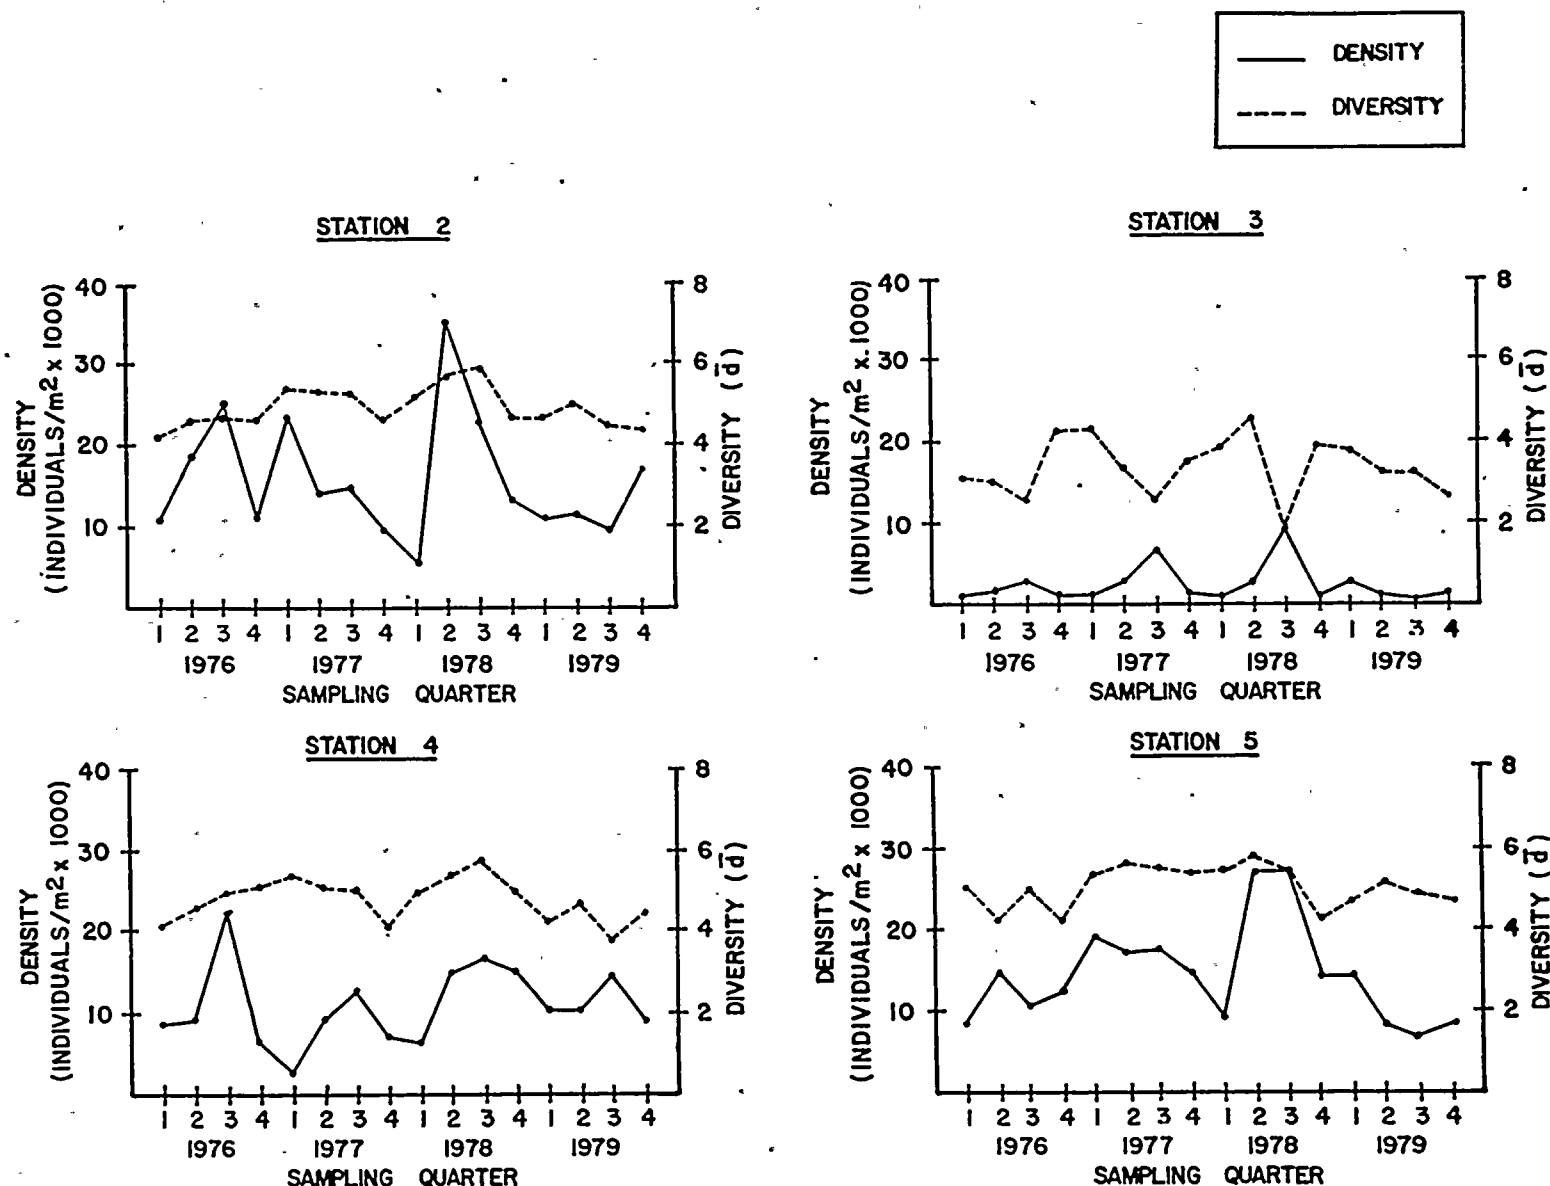 DENSITY
DIVERSITY
STATION 2
40
30
20
10
DENSITY
(INDIVIDUALS/m² x 1000)
8
6
4
2
DIVERSITY (d̄)
1 2 3 4 1 2 3 4 1 2 3 4 1 2 3 4
1976 1977 1978 1979
SAMPLING QUARTER
STATION 3
40
30
20
10
DENSITY
(INDIVIDUALS/m² x 1000)
8
6
4
2
DIVERSITY (d̄)
1 2 3 4 1 2 3 4 1 2 3 4 1 2 3 4
1976 1977 1978 1979
SAMPLING QUARTER
STATION 4
40
30
20
10
DENSITY
(INDIVIDUALS/m² x 1000)
8
6
4
2
DIVERSITY (d̄)
1 2 3 4 1 2 3 4 1 2 3 4 1 2 3 4
1976 1977 1978 1979
SAMPLING QUARTER
STATION 5
40
30
20
10
DENSITY
(INDIVIDUALS/m² x 1000)
8
6
4
2
DIVERSITY (d̄)
1 2 3 4 1 2 3 4 1 2 3 4 1 2 3 4
1976 1977 1978 1979
SAMPLING QUARTER